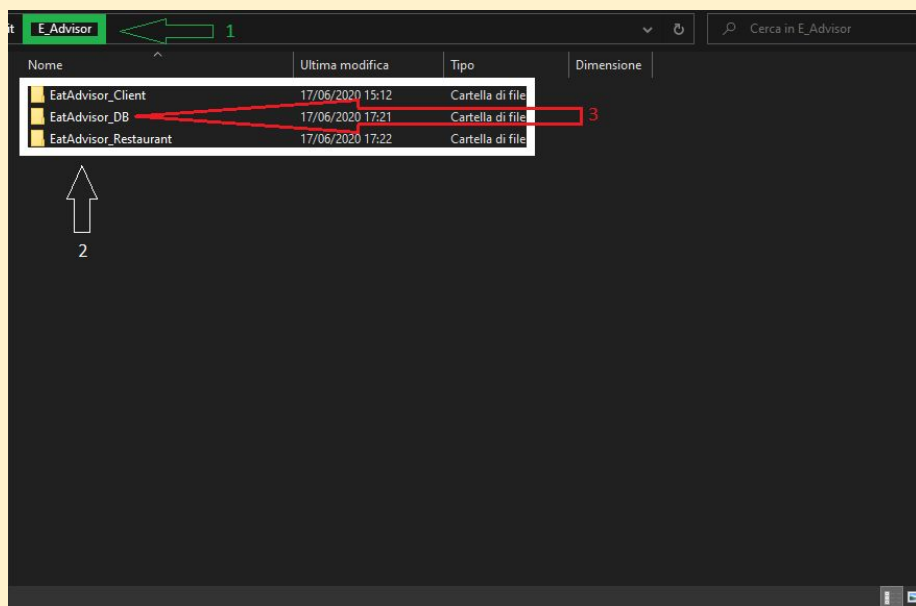 it E_Advisor 1 Cerca in E_Advisor
Nome Ultima modifica Tipo Dimensione
EatAdvisor_Client 17/06/2020 15:12 Cartella di file
EatAdvisor_DB 17/06/2020 17:21 Cartella di file 3
EatAdvisor_Restaurant 17/06/2020 17:22 Cartella di file
2